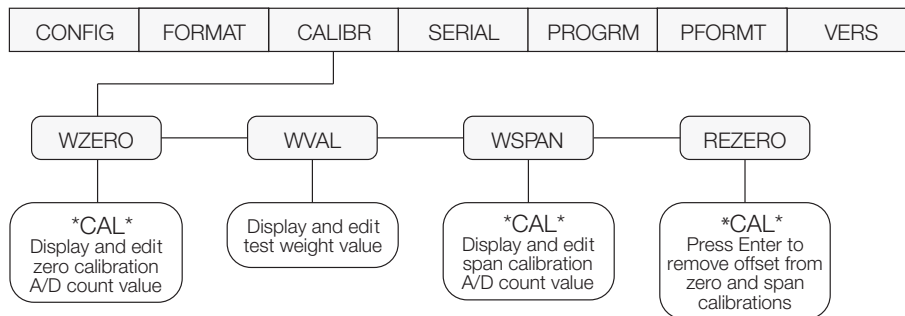 CONFIG FORMAT CALIBR SERIAL PROGRM PFORMT VERS
WZERO WVAL WSPAN REZERO
*CAL*
Display and edit
zero calibration
A/D count value
Display and edit
test weight value
*CAL*
Display and edit
span calibration
A/D count value
*CAL*
Press Enter to
remove offset from
zero and span
calibrations